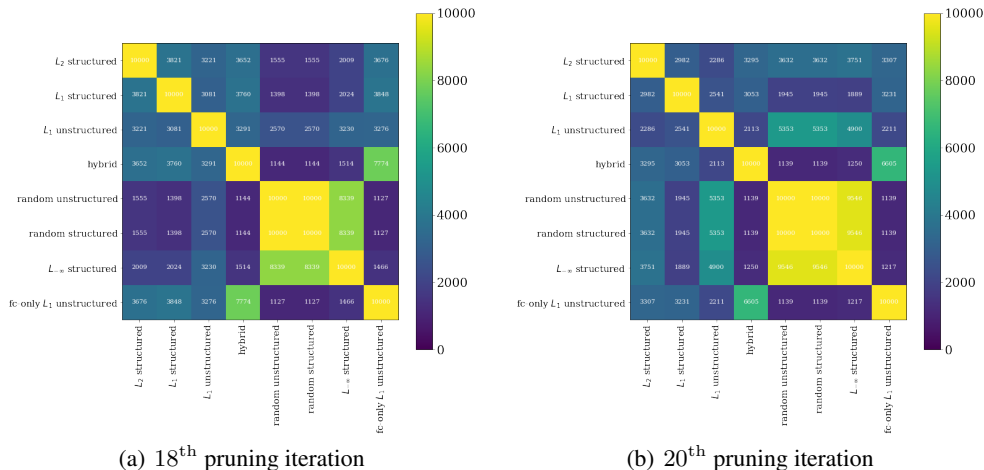 10000
8000
6000
4000
2000
0
L₂ structured 10000 3821 3221 3652 1555 1555 2009 3676
L₁ structured 3821 10000 3081 3760 1398 1398 2024 3848
L₁ unstructured 3221 3081 10000 3291 2570 2570 3230 3276
hybrid 3652 3760 3291 10000 1144 1144 1514 7774
random unstructured 1555 1398 2570 1144 10000 10000 8339 1127
random structured 1555 1398 2570 1144 10000 10000 8339 1127
L₋∞ structured 2009 2024 3230 1514 8339 8339 10000 1466
fc-only L₁ unstructured 3676 3848 3276 7774 1127 1127 1466 10000
L₂ structured
L₁ structured
L₁ unstructured
hybrid
random unstructured
random structured
L₋∞ structured
fc-only L₁ unstructured
(a) 18ᵗʰ pruning iteration
10000
8000
6000
4000
2000
0
L₂ structured 10000 2982 2286 3295 3632 3632 3751 3307
L₁ structured 2982 10000 2541 3053 1945 1945 1889 3231
L₁ unstructured 2286 2541 10000 2113 5353 5353 4900 2211
hybrid 3295 3053 2113 10000 1139 1139 1250 6605
random unstructured 3632 1945 5353 1139 10000 10000 9546 1139
random structured 3632 1945 5353 1139 10000 10000 9546 1139
L₋∞ structured 3751 1889 4900 1250 9546 9546 10000 1217
fc-only L₁ unstructured 3307 3231 2211 6605 1139 1139 1217 10000
L₂ structured
L₁ structured
L₁ unstructured
hybrid
random unstructured
random structured
L₋∞ structured
fc-only L₁ unstructured
(b) 20ᵗʰ pruning iteration